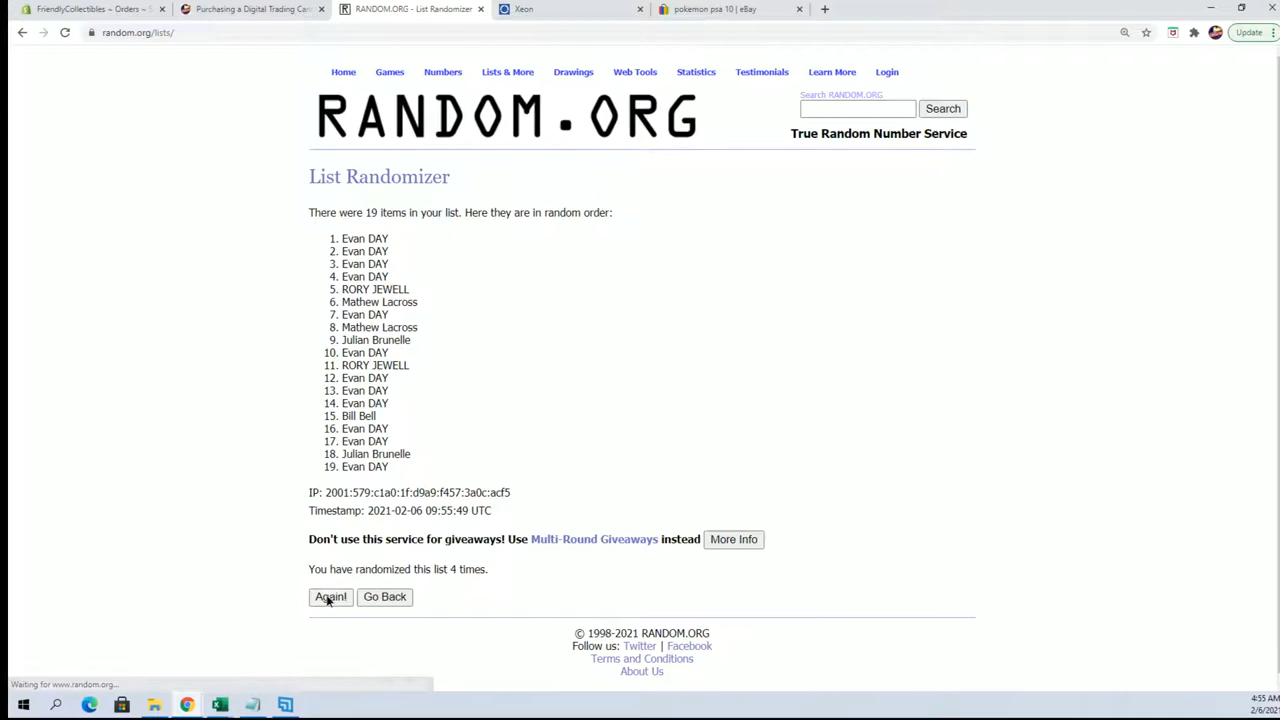 FriendlyCollectibles ~ Orders ~ S
Purchasing a Digital Trading Car
RANDOM.ORG - List Randomizer
Xeon
pokemon psa 10 | eBay
random.org/lists/
Update
Home Games Numbers Lists & More Drawings Web Tools Statistics Testimonials Learn More Login
RANDOM.ORG
Search RANDOM.ORG
Search
True Random Number Service
List Randomizer
There were 19 items in your list. Here they are in random order:
1. Evan DAY
2. Evan DAY
3. Evan DAY
4. Evan DAY
5. RORY JEWELL
6. Mathew Lacross
7. Evan DAY
8. Mathew Lacross
9. Julian Brunelle
10. Evan DAY
11. RORY JEWELL
12. Evan DAY
13. Evan DAY
14. Evan DAY
15. Bill Bell
16. Evan DAY
17. Evan DAY
18. Julian Brunelle
19. Evan DAY
IP: 2001:579:c1a0:1f:d9a9:f457:3a0c:acf5
Timestamp: 2021-02-06 09:55:49 UTC
Don't use this service for giveaways! Use Multi-Round Giveaways instead More Info
You have randomized this list 4 times.
Again! Go Back
© 1998-2021 RANDOM.ORG
Follow us: Twitter | Facebook
Terms and Conditions
About Us
Waiting for www.random.org...
4:55 AM
2/6/2021